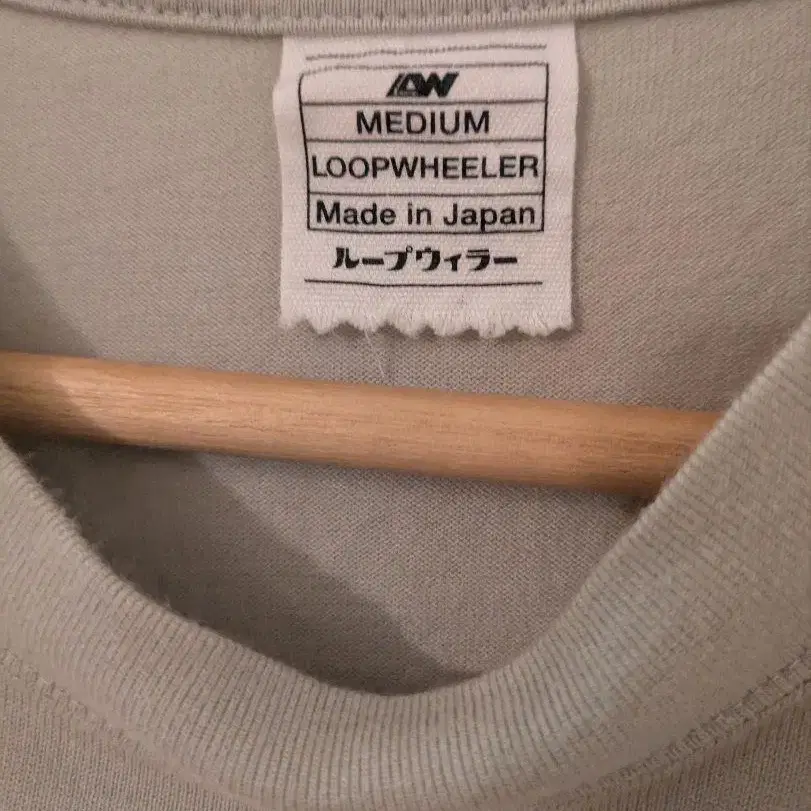 LW
MEDIUM
LOOPWHEELER
Made in Japan
ループウィラー